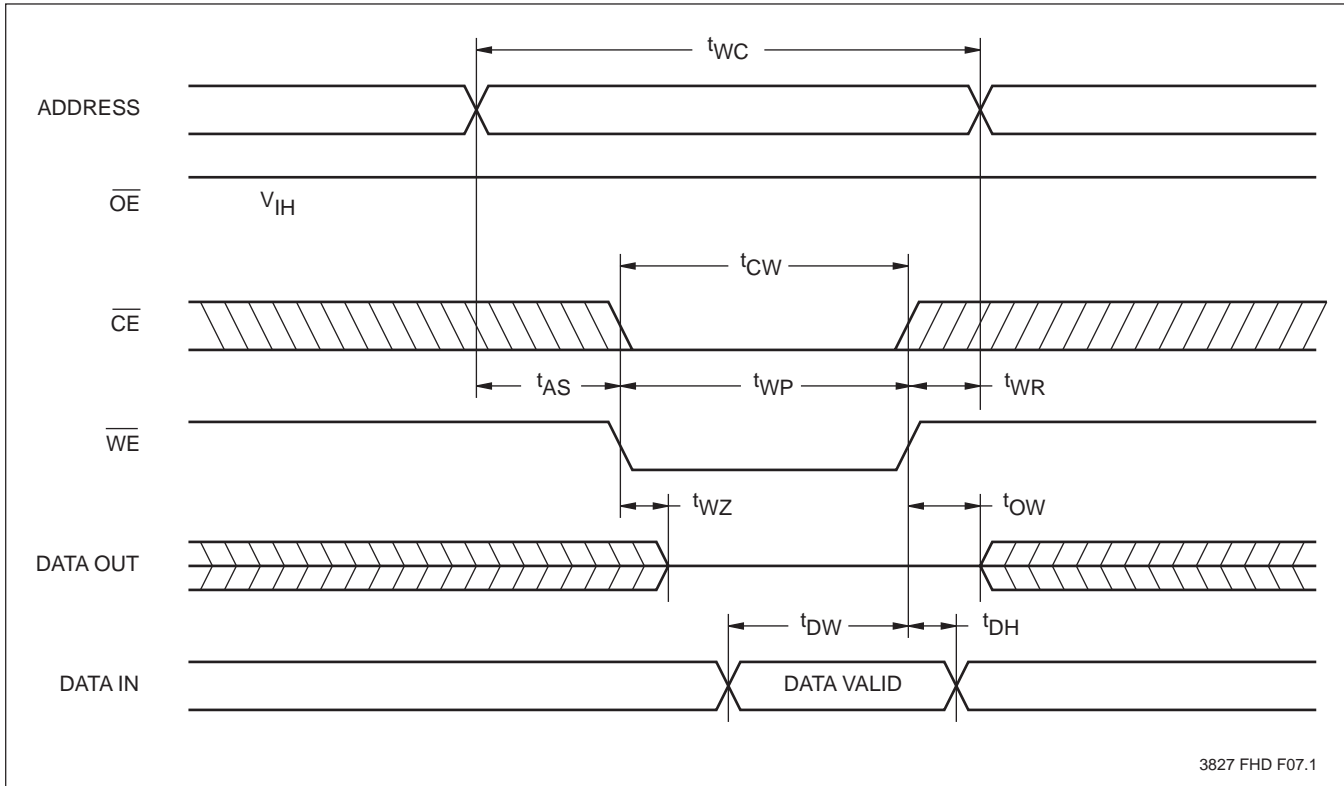 tWC
ADDRESS
OE
VIH
tCW
CE
tAS
tWP
tWR
WE
tWZ
tOW
DATA OUT
tDW
tDH
DATA IN
DATA VALID
3827 FHD F07.1